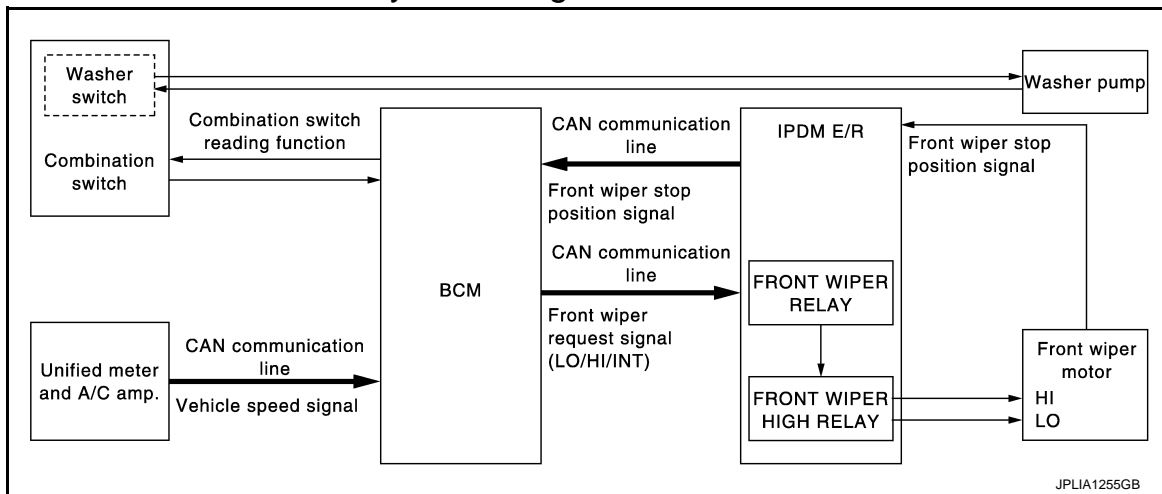 Washer
switch
Combination
switch
Combination switch
reading function
Unified meter
and A/C amp.
CAN communication
line
Vehicle speed signal
BCM
CAN communication
line
Front wiper stop
position signal
CAN communication
line
Front wiper
request signal
(LO/HI/INT)
IPDM E/R
FRONT WIPER
RELAY
FRONT WIPER
HIGH RELAY
Washer pump
Front wiper stop
position signal
Front wiper
motor
HI
LO
JPLIA1255GB